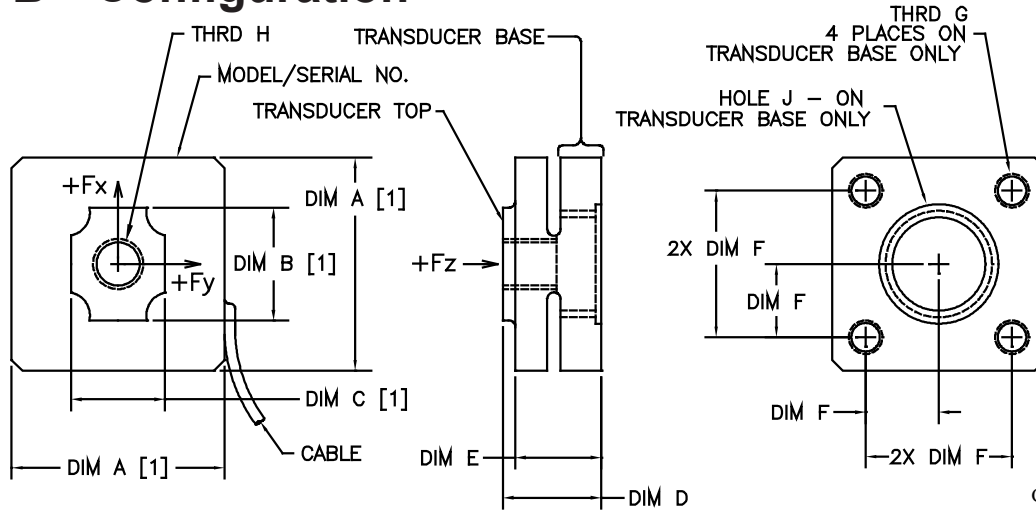 THRD H
MODEL/SERIAL NO.
TRANSDUCER BASE
TRANSDUCER TOP
THRD G
4 PLACES ON
TRANSDUCER BASE ONLY
HOLE J - ON
TRANSDUCER BASE ONLY
+Fx
+Fy
DIM A [1]
DIM B [1]
DIM C [1]
CABLE
DIM A [1]
+Fz
DIM E
DIM D
2X DIM F
DIM F
DIM F
2X DIM F